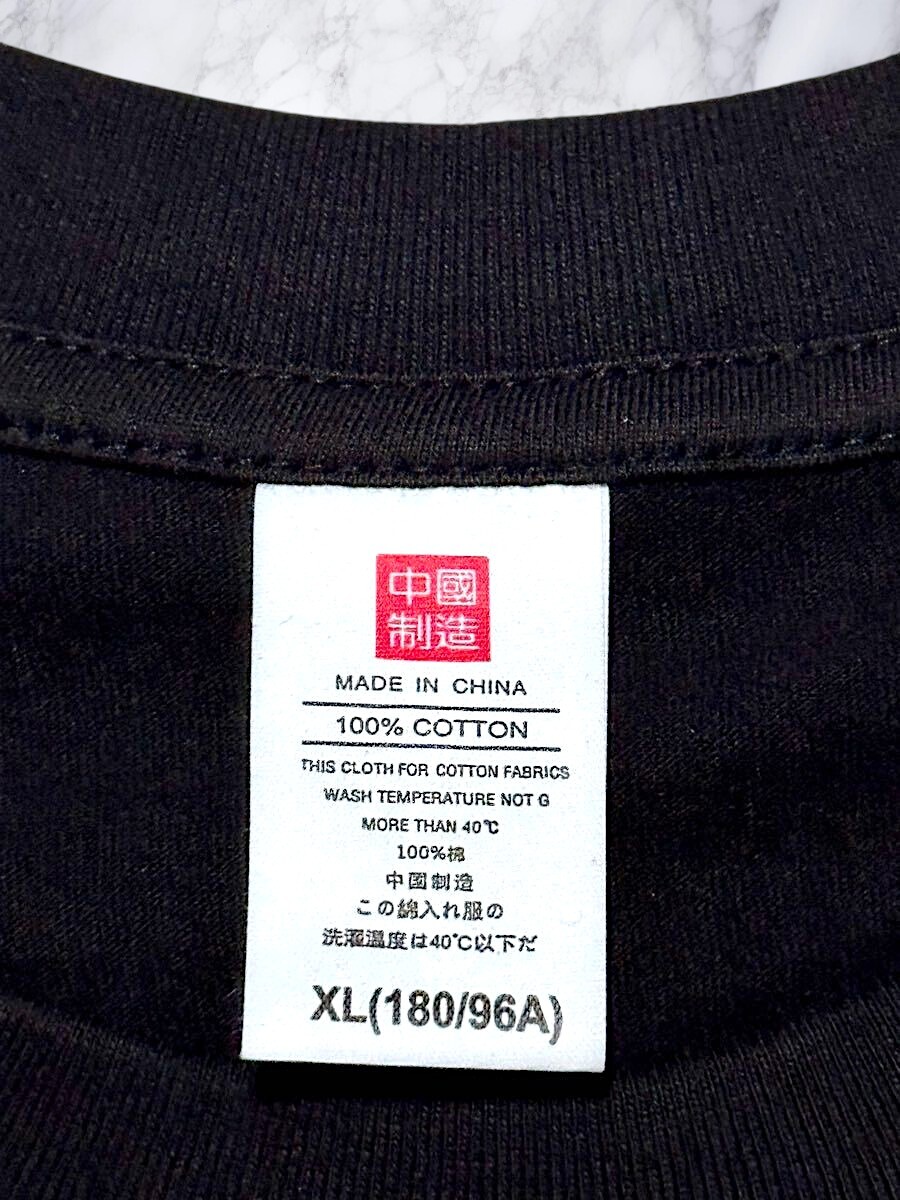 中國
制造
MADE IN CHINA
100% COTTON
THIS CLOTH FOR COTTON FABRICS
WASH TEMPERATURE NOT G
MORE THAN 40℃
100%棉
中國制造
この綿入れ服の
洗濯温度は40℃以下だ
XL(180/96A)